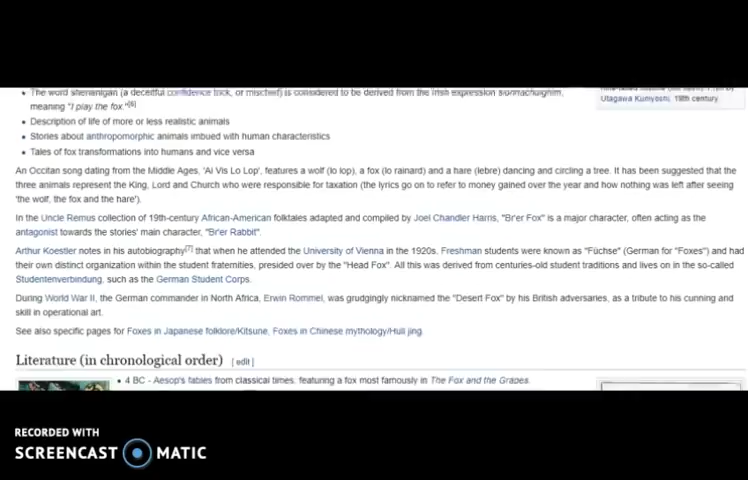 The word shenanigan (a deceitful confidence trick, or mischief) is considered to be derived from the Irish expression sionnachuighim,
meaning "I play the fox."[6]
Utagawa Kuniyoshi, 19th century.
Description of life of more or less realistic animals
Stories about anthropomorphic animals imbued with human characteristics
Tales of fox transformations into humans and vice versa
An Occitan song dating from the Middle Ages, 'Ai Vis Lo Lop', features a wolf (lo lop), a fox (lo rainard) and a hare (lebre) dancing and circling a tree. It has been suggested that the
three animals represent the King, Lord and Church who were responsible for taxation (the lyrics go on to refer to money gained over the year and how nothing was left after seeing
'the wolf, the fox and the hare').
In the Uncle Remus collection of 19th-century African-American folktales adapted and compiled by Joel Chandler Harris, "Br'er Fox" is a major character, often acting as the
antagonist towards the stories' main character, "Br'er Rabbit".
Arthur Koestler notes in his autobiography[7] that when he attended the University of Vienna in the 1920s, Freshman students were known as "Füchse" (German for "Foxes") and had
their own distinct organization within the student fraternities, presided over by the "Head Fox". All this was derived from centuries-old student traditions and lives on in the so-called
Studentenverbindung, such as the German Student Corps.
During World War II, the German commander in North Africa, Erwin Rommel, was grudgingly nicknamed the "Desert Fox" by his British adversaries, as a tribute to his cunning and
skill in operational art.
See also specific pages for Foxes in Japanese folklore/Kitsune, Foxes in Chinese mythology/Huli jing.
Literature (in chronological order) [ edit ]
4 BC - Aesop's fables from classical times, featuring a fox most famously in The Fox and the Grapes.
RECORDED WITH
SCREENCAST MATIC